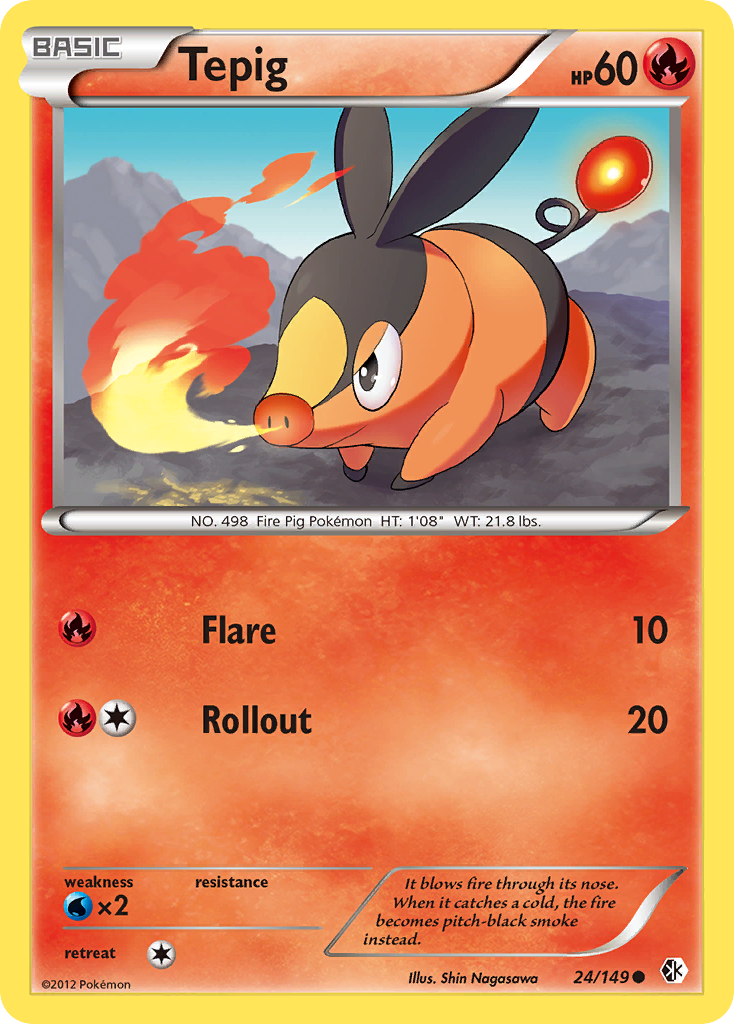 BASIC
Tepig
HP60
NO. 498 Fire Pig Pokémon HT: 1'08" WT: 21.8 lbs.
Flare 10
Rollout 20
weakness resistance
×2
retreat
It blows fire through its nose.
When it catches a cold, the fire
becomes pitch-black smoke
instead.
©2012 Pokémon
Illus. Shin Nagasawa
24/149